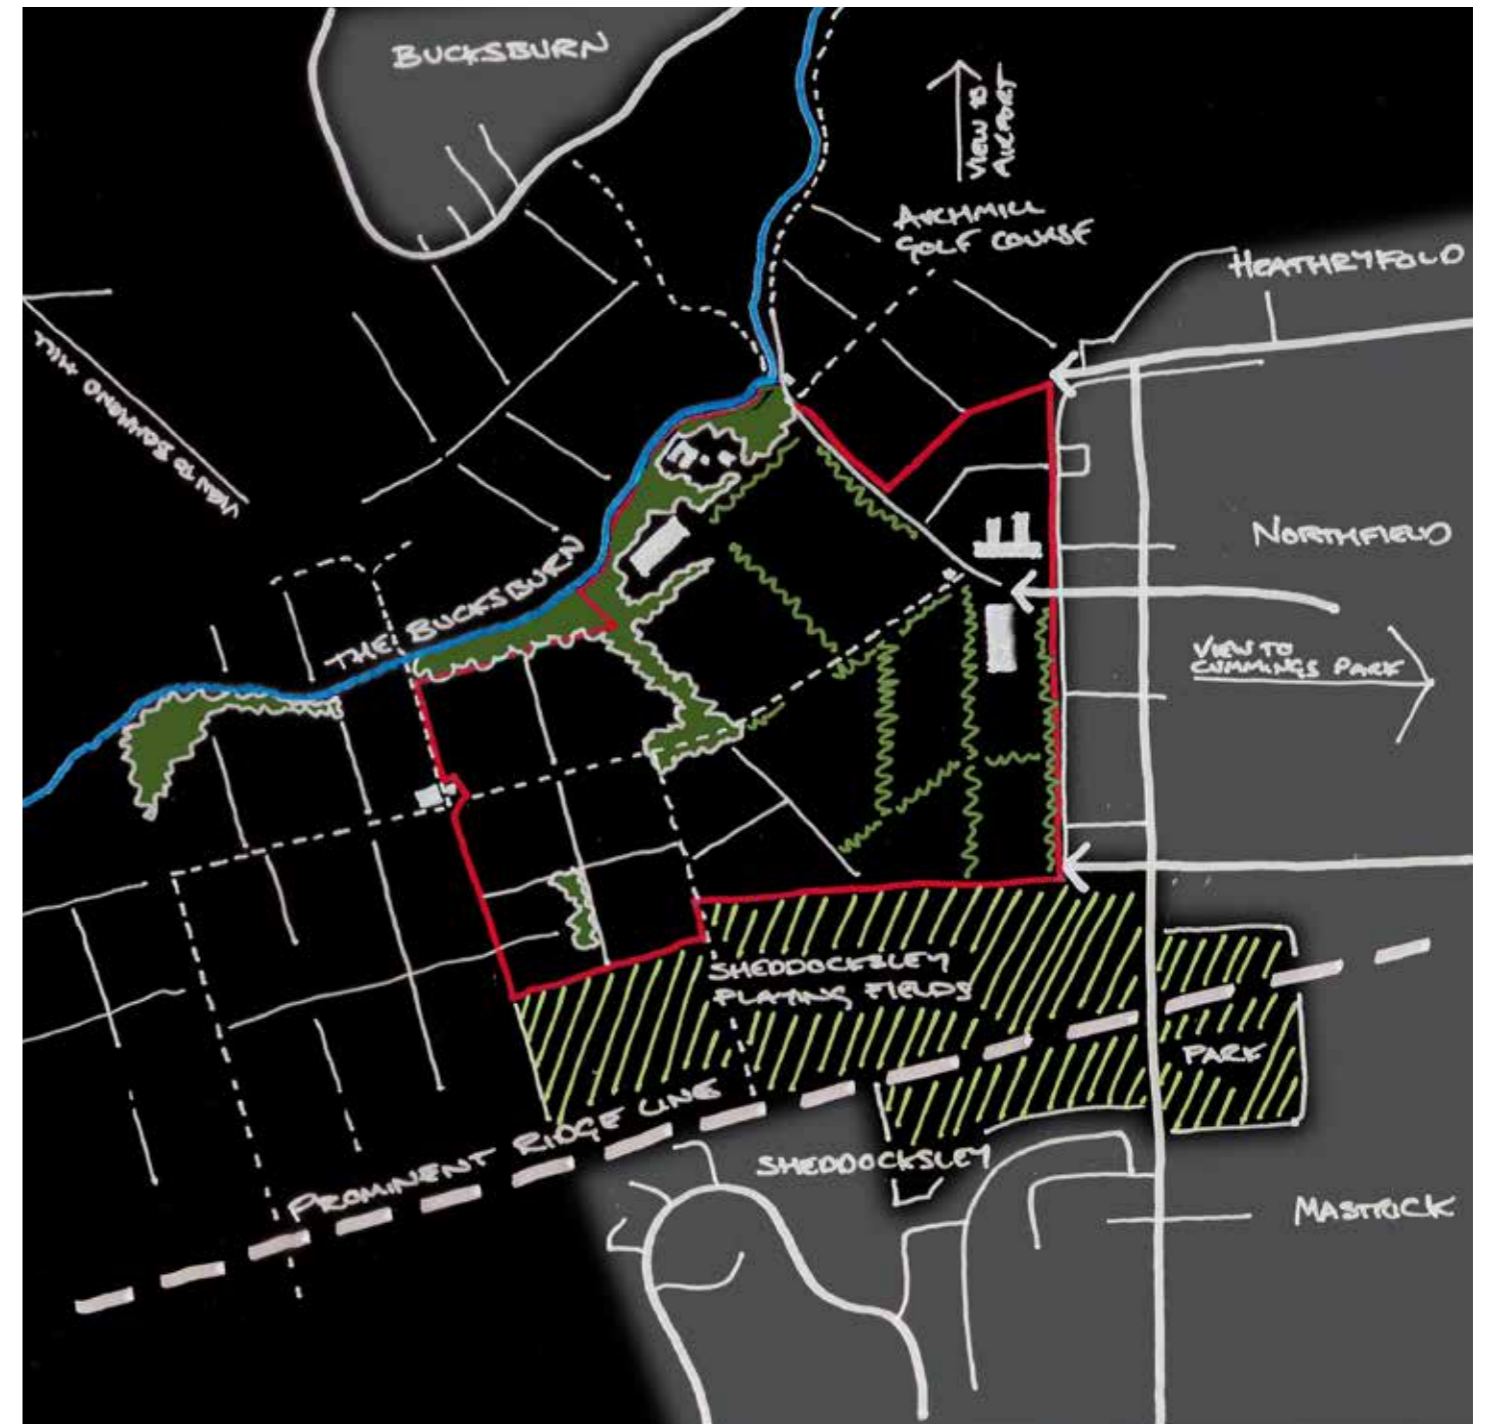 BUCKSBURN
VIEW TO
AIRPORT
AUCHMILL
GOLF COURSE
HEATHRYFOLD
VIEW TO BOWMAND HILL
NORTHFIELD
THE BUCKSBURN
VIEW TO
CUMMINGS PARK
SHEDDOCKSLEY
PLAYING FIELDS
PARK
PROMINENT RIDGE LINE
SHEDDOCKSLEY
MASTRICK